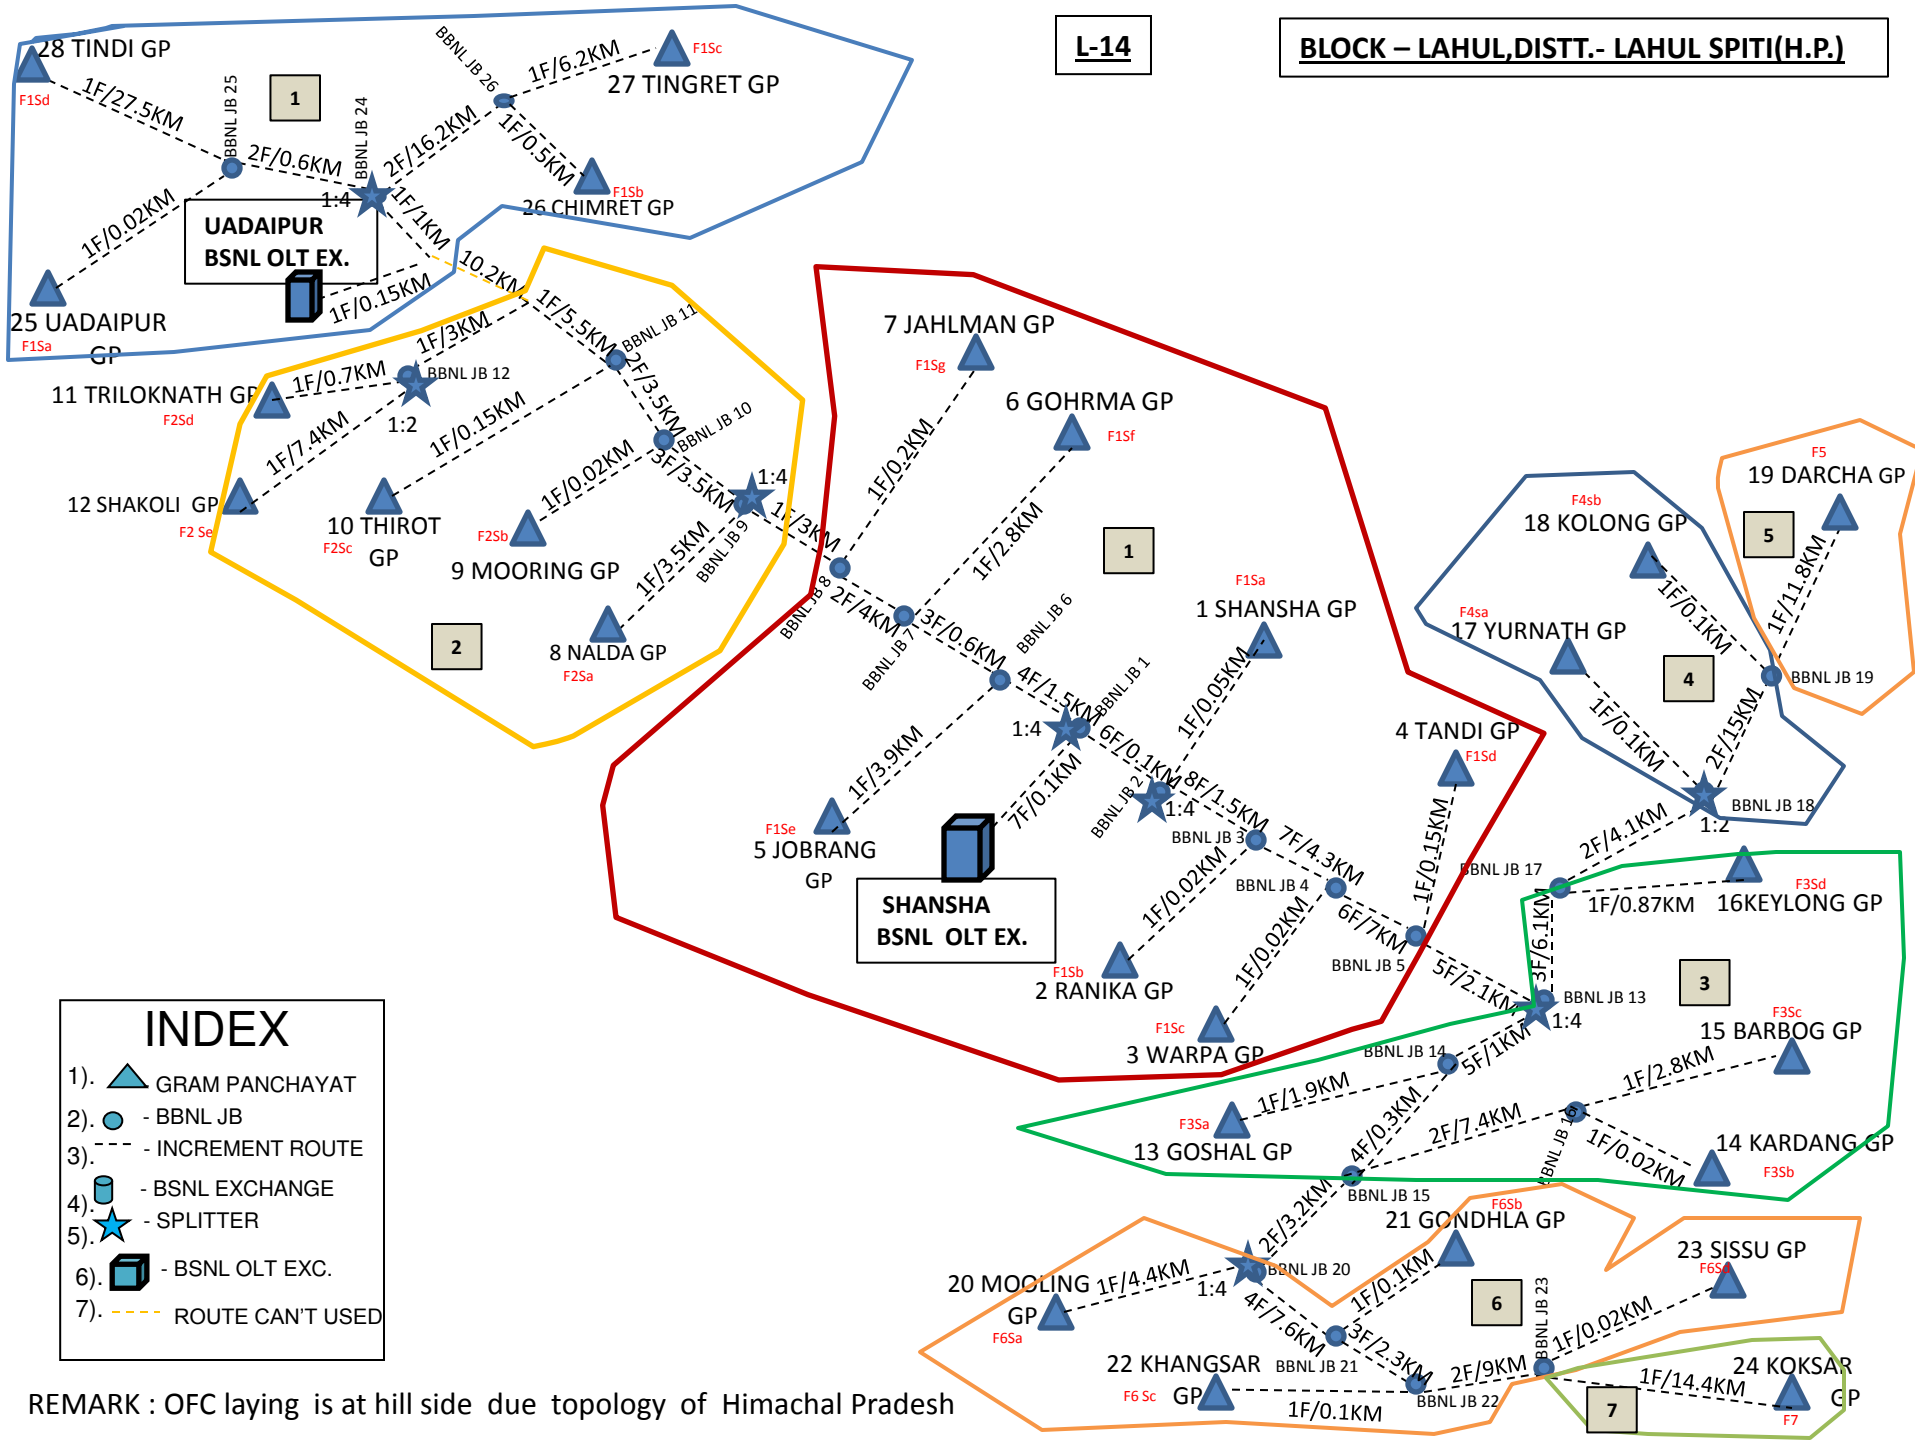 L-14
BLOCK – LAHUL,DISTT.- LAHUL SPITI(H.P.)
28 TINDI GP
F1Sd
1F/27.5KM
BBNL JB 25
1
BBNL JB 24
2F/0.6KM
2F/16.2KM
BBNL JB 26
1F/6.2KM
F1Sc
27 TINGRET GP
1F/0.5KM
F1Sb
26 CHIMRET GP
1:4
1F/1KM
1F/0.02KM
UADAIPUR
BSNL OLT EX.
1F/0.15KM
10.2KM
25 UADAIPUR
GP
F1Sa
1F/3KM
1F/5.5KM
BBNL JB 11
11 TRILOKNATH GP
F2Sd
1F/0.7KM
BBNL JB 12
1:2
1F/7.4KM
12 SHAKOLI  GP
F2 Se
1F/0.15KM
10 THIROT
GP
F2Sc
2F/3.5KM
BBNL JB 10
1F/0.02KM
F2Sb
9 MOORING GP
3F/3.5KM
1:4
BBNL JB 9
1F/3.5KM
8 NALDA GP
F2Sa
2
1F/3KM
7 JAHLMAN GP
F1Sg
1F/0.2KM
6 GOHRMA GP
F1Sf
1F/2.8KM
BBNL JB 8
2F/4KM
BBNL JB 7
3F/0.6KM
BBNL JB 6
1
F1Sa
1 SHANSHA GP
1F/0.05KM
4F/1.5KM
BBNL JB 1
1:4
6F/0.1KM
BBNL JB 2
1:4
1F/3.9KM
F1Se
5 JOBRANG
GP
7F/0.1KM
SHANSHA
BSNL  OLT EX.
8F/1.5KM
BBNL JB 3
7F/4.3KM
BBNL JB 4
1F/0.02KM
F1Sb
2 RANIKA GP
1F/0.02KM
F1Sc
3 WARPA GP
4 TANDI GP
F1Sd
1F/0.15KM
6F/7KM
BBNL JB 5
5F/2.1KM
F5
19 DARCHA GP
5
1F/11.8KM
F4sb
18 KOLONG GP
1F/0.1KM
F4sa
17 YURNATH GP
1F/0.1KM
4
BBNL JB 19
2F/15KM
BBNL JB 18
1:2
2F/4.1KM
BBNL JB 17
1F/0.87KM
F3Sd
16KEYLONG GP
3F/6.1KM
BBNL JB 13
1:4
3
F3Sc
15 BARBOG GP
BBNL JB 14
5F/1KM
1F/1.9KM
F3Sa
13 GOSHAL GP
4F/0.3KM
2F/7.4KM
1F/2.8KM
BBNL JB 16
1F/0.02KM
14 KARDANG GP
F3Sb
BBNL JB 15
2F/3.2KM
F6Sb
21 GONDHLA GP
23 SISSU GP
F6Sd
BBNL JB 20
1:4
20 MOOLING
GP
F6Sa
1F/4.4KM
1F/0.1KM
6
BBNL JB 23
1F/0.02KM
4F/7.6KM
BBNL JB 21
3F/2.3KM
2F/9KM
22 KHANGSAR
GP
F6 Sc
1F/0.1KM
BBNL JB 22
1F/14.4KM
24 KOKSAR
GP
F7
7
INDEX
1).  GRAM PANCHAYAT
2).  - BBNL JB
3).  - INCREMENT ROUTE
4).  - BSNL EXCHANGE
5).  - SPLITTER
6).  - BSNL OLT EXC.
7).  ROUTE CAN'T USED
REMARK : OFC laying  is at hill side  due  topology  of  Himachal Pradesh